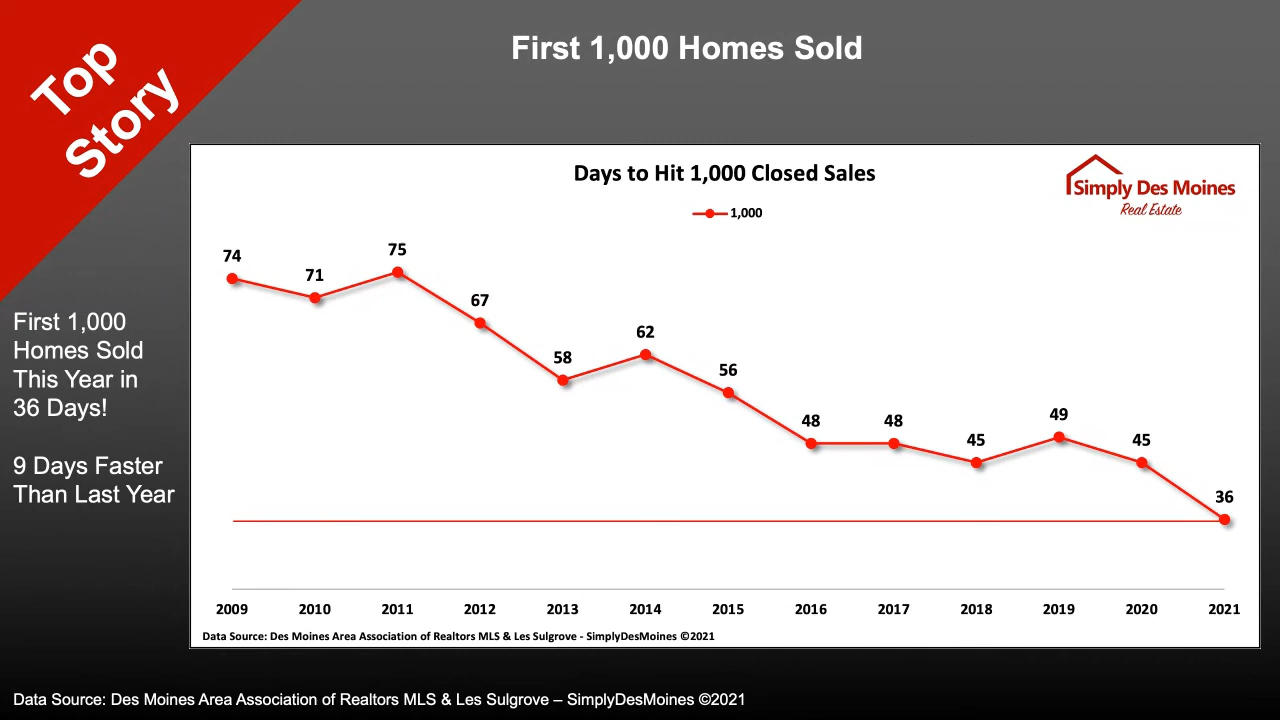 Top
Story
First 1,000 Homes Sold
First 1,000
Homes Sold
This Year in
36 Days!
9 Days Faster
Than Last Year
Days to Hit 1,000 Closed Sales
1,000
Simply Des Moines
Real Estate
74
71
75
67
58
62
56
48
48
45
49
45
36
2009 2010 2011 2012 2013 2014 2015 2016 2017 2018 2019 2020 2021
Data Source: Des Moines Area Association of Realtors MLS & Les Sulgrove - SimplyDesMoines ©2021
Data Source: Des Moines Area Association of Realtors MLS & Les Sulgrove – SimplyDesMoines ©2021